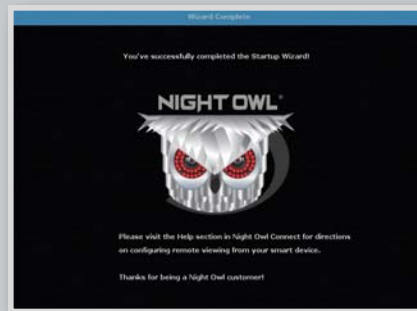 Wizard Complete
You've successfully completed the Startup Wizard!
NIGHT OWL®
Please visit the Help section in Night Owl Connect for directions
on configuring remote viewing from your smart device.
Thanks for being a Night Owl customer!